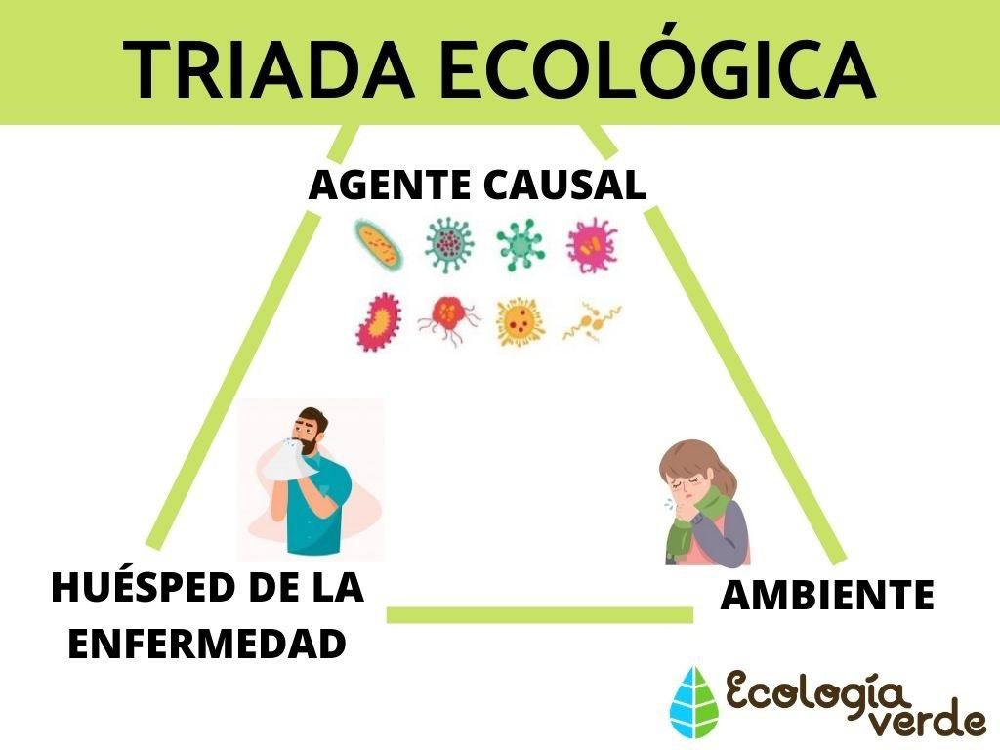 TRIADA ECOLÓGICA
AGENTE CAUSAL
HUÉSPED DE LA
ENFERMEDAD
AMBIENTE
Ecología
verde